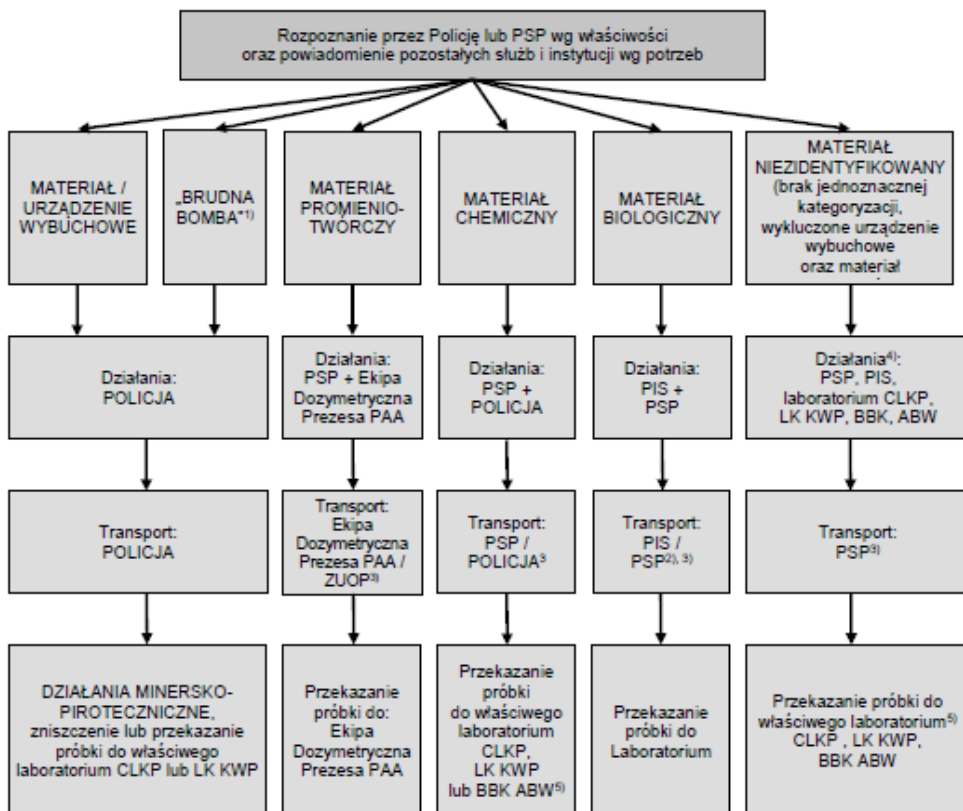 Rozpoznanie przez Policję lub PSP wg właściwości
oraz powiadomienie pozostałych służb i instytucji wg potrzeb
MATERIAŁ /
URZĄDZENIE
WYBUCHOWE
„BRUDNA
BOMBA"¹⁾
MATERIAŁ
PROMIENIO-
TWÓRCZY
MATERIAŁ
CHEMICZNY
MATERIAŁ
BIOLOGICZNY
MATERIAŁ
NIEZIDENTYFIKOWANY
(brak jednoznacznej
kategoryzacji,
wykluczone urządzenie
wybuchowe
oraz materiał
Działania:
POLICJA
Działania:
PSP + Ekipa
Dozymetryczna
Prezesa PAA
Działania:
PSP +
POLICJA
Działania:
PIS +
PSP
Działania⁴⁾:
PSP, PIS,
laboratorium CLKP,
LK KWP, BBK, ABW
Transport:
POLICJA
Transport:
Ekipa
Dozymetryczna
Prezesa PAA /
ZUOP³⁾
Transport:
PSP /
POLICJA³
Transport:
PIS /
PSP²⁾, ³⁾
Transport:
PSP³⁾
DZIAŁANIA MINERSKO-
PIROTECZNICZNE,
zniszczenie lub przekazanie
próbki do właściwego
laboratorium CLKP lub LK KWP
Przekazanie
próbki do:
Ekipa
Dozymetryczna
Prezesa PAA
Przekazanie
próbki
do właściwego
laboratorium
CLKP,
LK KWP
lub BBK ABW⁵⁾
Przekazanie
próbki do
Laboratorium
Przekazanie próbki do
właściwego laboratorium⁵⁾
CLKP , LK KWP,
BBK ABW